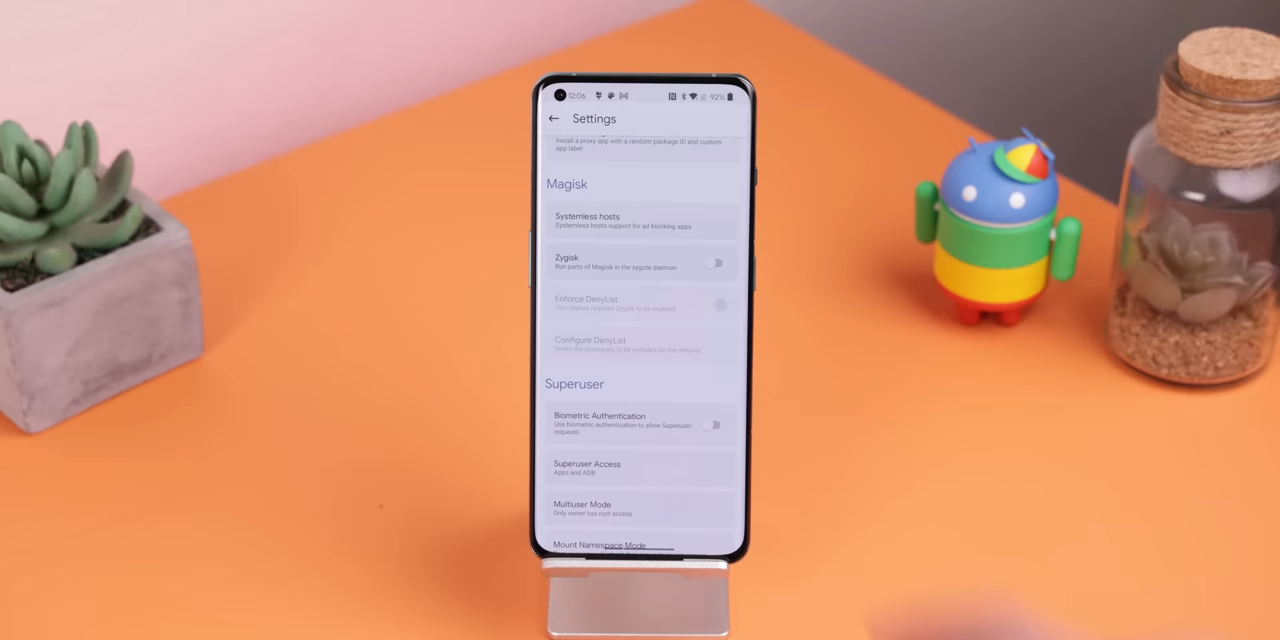 12:06
92%
Settings
Install a proxy app with a random package ID and custom
app label
Magisk
Systemless hosts
Systemless hosts support for ad blocking apps
Zygisk
Run parts of Magisk in the zygote daemon
Enforce DenyList
This feature requires Zygisk to be enabled
Configure DenyList
Select the processes to be included on the denylist
Superuser
Biometric Authentication
Use biometric authentication to allow Superuser
requests
Superuser Access
Apps and ADB
Multiuser Mode
Only owner has root access
Mount Namespace Mode